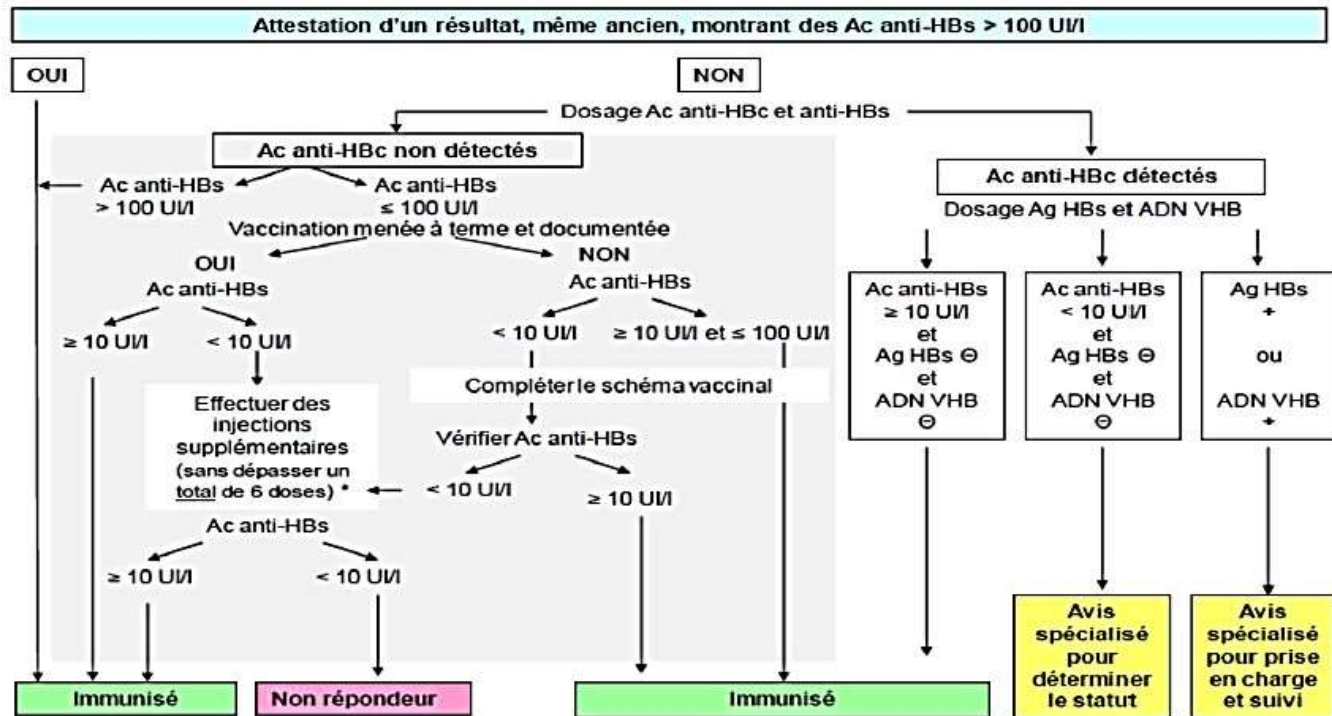 Attestation d'un résultat, même ancien, montrant des Ac anti-HBs > 100 UI/l
OUI
NON
Dosage Ac anti-HBc et anti-HBs
Ac anti-HBc non détectés
Ac anti-HBs
> 100 UI/l
Ac anti-HBs
≤ 100 UI/l
Vaccination menée à terme et documentée
OUI
Ac anti-HBs
≥ 10 UI/l
< 10 UI/l
NON
Ac anti-HBs
< 10 UI/l
≥ 10 UI/l et ≤ 100 UI/l
Effectuer des
injections
supplémentaires
(sans dépasser un
total de 6 doses) *
Compléter le schéma vaccinal
Vérifier Ac anti-HBs
< 10 UI/l
≥ 10 UI/l
Ac anti-HBs
≥ 10 UI/l
< 10 UI/l
Ac anti-HBc détectés
Dosage Ag HBs et ADN VHB
Ac anti-HBs
≥ 10 UI/l
et
Ag HBs ⊖
et
ADN VHB
⊖
Ac anti-HBs
< 10 UI/l
et
Ag HBs ⊖
et
ADN VHB
⊖
Ag HBs
+
ou
ADN VHB
+
Immunisé
Non répondeur
Immunisé
Avis
spécialisé
pour
déterminer
le statut
Avis
spécialisé
pour prise
en charge
et suivi